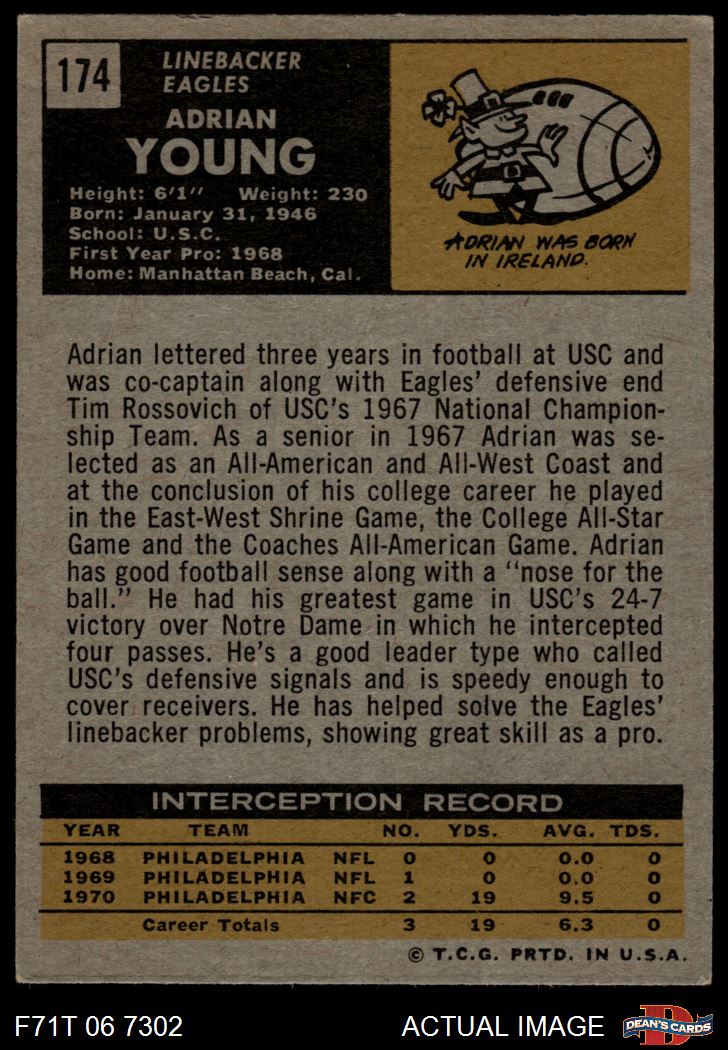 174
LINEBACKER
EAGLES
ADRIAN
YOUNG
Height: 6'1" Weight: 230
Born: January 31, 1946
School: U.S.C.
First Year Pro: 1968
Home: Manhattan Beach, Cal.
ADRIAN WAS BORN
IN IRELAND.
Adrian lettered three years in football at USC and
was co-captain along with Eagles' defensive end
Tim Rossovich of USC's 1967 National Champion-
ship Team. As a senior in 1967 Adrian was se-
lected as an All-American and All-West Coast and
at the conclusion of his college career he played
in the East-West Shrine Game, the College All-Star
Game and the Coaches All-American Game. Adrian
has good football sense along with a "nose for the
ball." He had his greatest game in USC's 24-7
victory over Notre Dame in which he intercepted
four passes. He's a good leader type who called
USC's defensive signals and is speedy enough to
cover receivers. He has helped solve the Eagles'
linebacker problems, showing great skill as a pro.
INTERCEPTION RECORD
YEAR TEAM NO. YDS. AVG. TDS.
1968 PHILADELPHIA NFL 0 0 0.0 0
1969 PHILADELPHIA NFL 1 0 0.0 0
1970 PHILADELPHIA NFC 2 19 9.5 0
Career Totals 3 19 6.3 0
© T.C.G. PRTD. IN U.S.A.
F71T 06 7302 ACTUAL IMAGE D DEAN'S CARDS